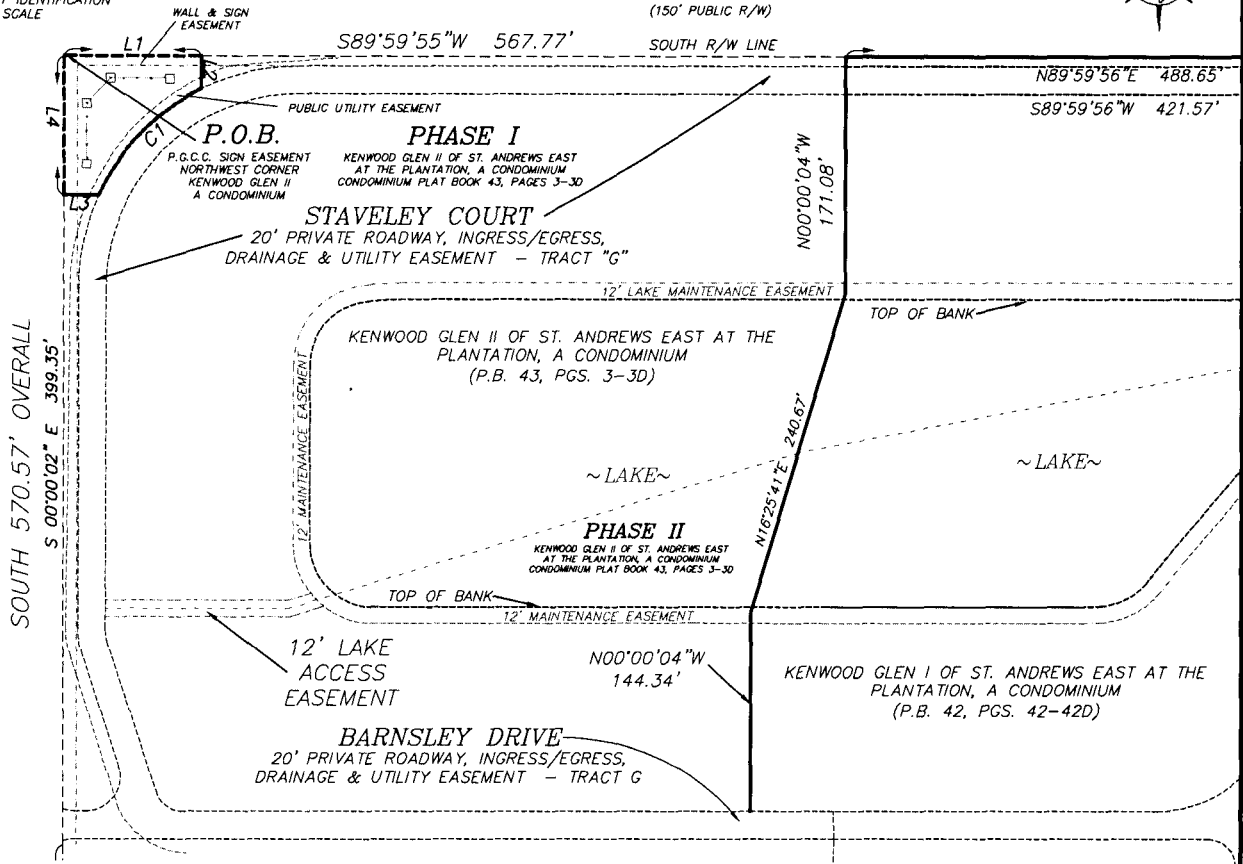 IDENTIFICATION
SCALE
WALL & SIGN
EASEMENT
(150' PUBLIC R/W)
L1
S89°59'55"W 567.77'
SOUTH R/W LINE
N89°59'56"E 488.65'
S89°59'56"W 421.57'
L2
L4
C1
L3
PUBLIC UTILITY EASEMENT
P.O.B.
P.G.C.C. SIGN EASEMENT
NORTHWEST CORNER
KENWOOD GLEN II
A CONDOMINIUM
PHASE I
KENWOOD GLEN II OF ST. ANDREWS EAST
AT THE PLANTATION, A CONDOMINIUM
CONDOMINIUM PLAT BOOK 43, PAGES 3-3D
N00°00'04"W
171.08'
STAVELEY COURT
20' PRIVATE ROADWAY, INGRESS/EGRESS,
DRAINAGE & UTILITY EASEMENT - TRACT "G"
12' LAKE MAINTENANCE EASEMENT
TOP OF BANK
KENWOOD GLEN II OF ST. ANDREWS EAST AT THE
PLANTATION, A CONDOMINIUM
(P.B. 43, PGS. 3-3D)
SOUTH 570.57' OVERALL
S 00°00'02" E 399.35'
12' MAINTENANCE EASEMENT
N16°25'41"E 240.67'
~LAKE~
~LAKE~
PHASE II
KENWOOD GLEN II OF ST. ANDREWS EAST
AT THE PLANTATION, A CONDOMINIUM
CONDOMINIUM PLAT BOOK 43, PAGES 3-3D
TOP OF BANK
12' MAINTENANCE EASEMENT
12' LAKE
ACCESS
EASEMENT
N00°00'04"W
144.34'
KENWOOD GLEN I OF ST. ANDREWS EAST AT THE
PLANTATION, A CONDOMINIUM
(P.B. 42, PGS. 42-42D)
BARNSLEY DRIVE
20' PRIVATE ROADWAY, INGRESS/EGRESS,
DRAINAGE & UTILITY EASEMENT - TRACT G